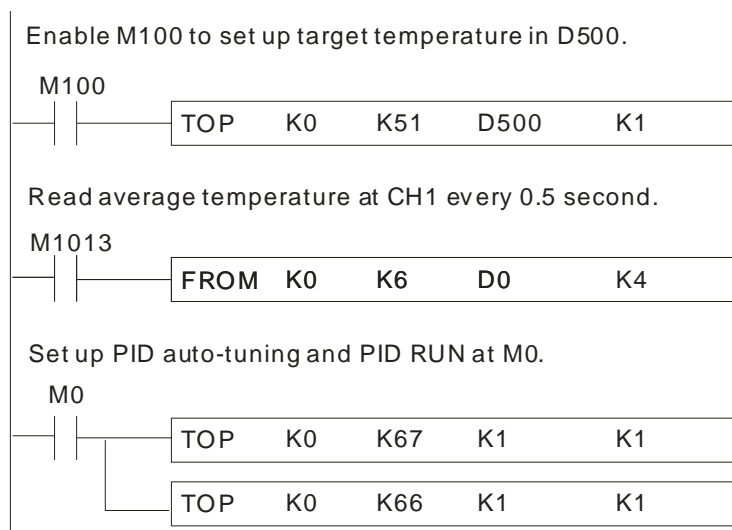 Enable M100 to set up target temperature in D500.
M100
TOP K0 K51 D500 K1
Read average temperature at CH1 every 0.5 second.
M1013
FROM K0 K6 D0 K4
Set up PID auto-tuning and PID RUN at M0.
M0
TOP K0 K67 K1 K1
TOP K0 K66 K1 K1